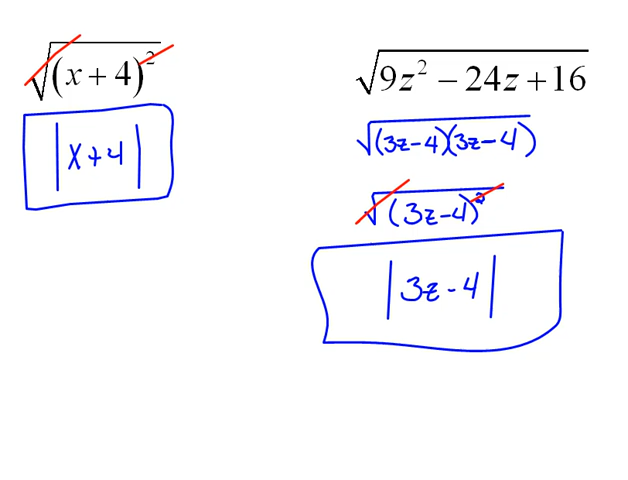 √(x + 4)²
|x + 4|
√9z² − 24z + 16
√(3z − 4)(3z − 4)
√(3z − 4)²
|3z − 4|